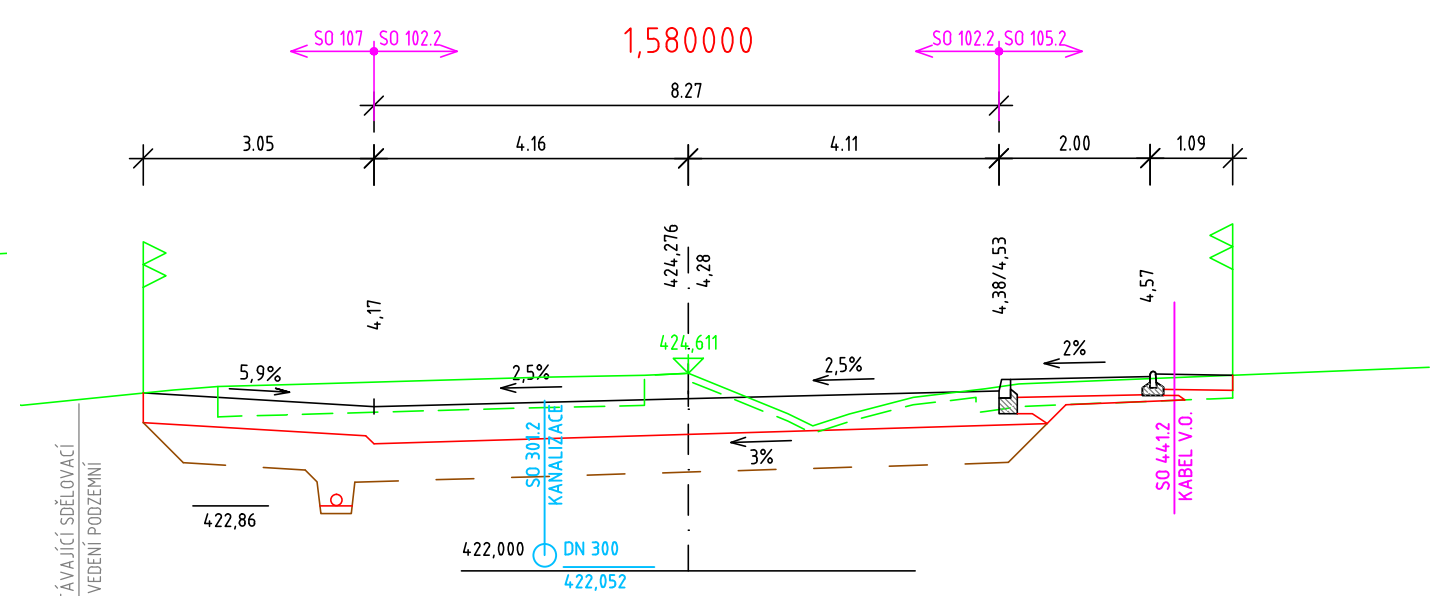 SO 107 SO 102.2
1,580000
SO 102.2 SO 105.2
8.27
3.05
4.16
4.11
2.00
1.09
4,17
424,276
4,28
4,38/4,53
4,57
424,611
5,9%
2,5%
2,5%
2%
3%
SO 301.2
KANALIZACE
SO 441.2
KABEL V.O.
422,86
422,000
DN 300
422,052
TÁVAJÍCÍ SDĚLOVACÍ
VEDENÍ PODZEMNÍ